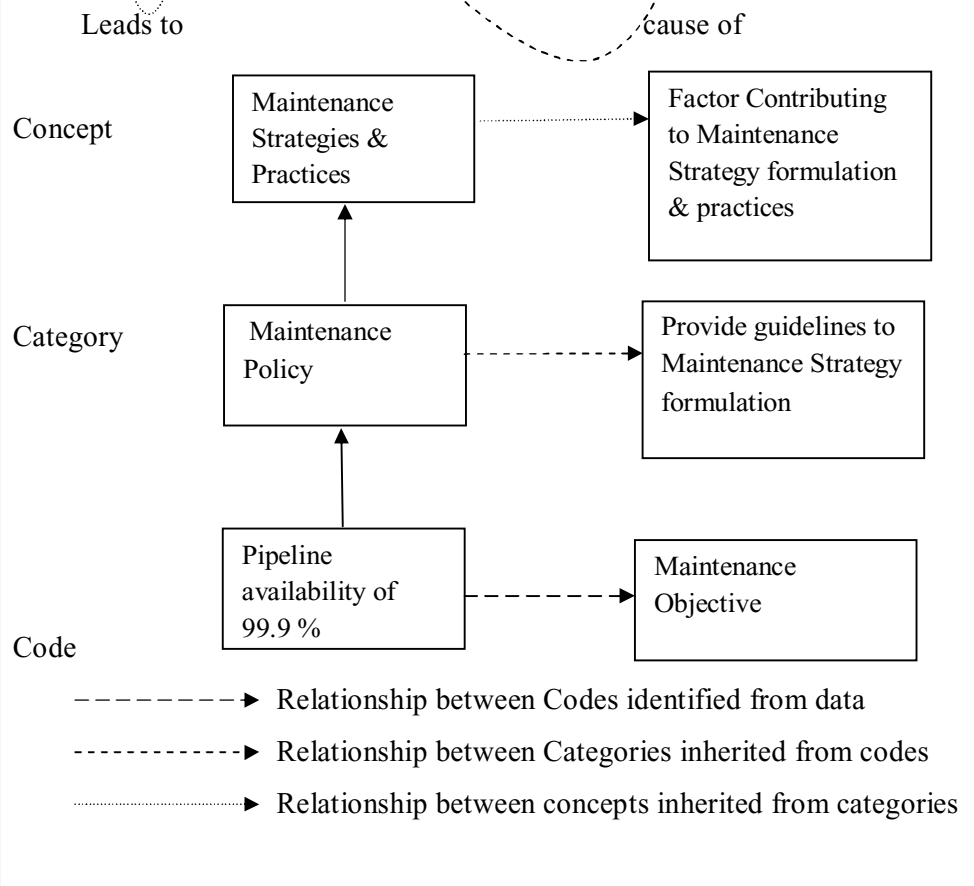 Leads to
cause of
Concept
Maintenance
Strategies &
Practices
Factor Contributing
to Maintenance
Strategy formulation
& practices
Category
Maintenance
Policy
Provide guidelines to
Maintenance Strategy
formulation
Code
Pipeline
availability of
99.9 %
Maintenance
Objective
Relationship between Codes identified from data
Relationship between Categories inherited from codes
Relationship between concepts inherited from categories